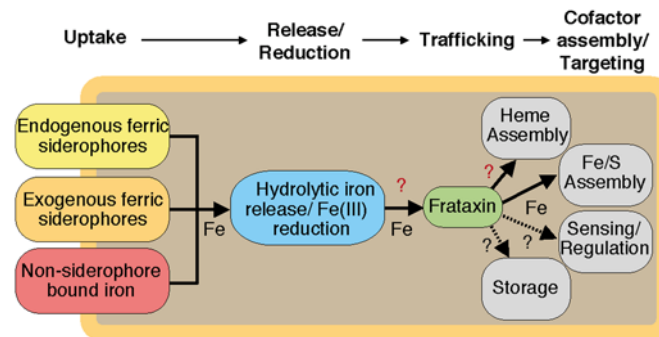 Uptake
Release/
Reduction
Trafficking
Cofactor
assembly/
Targeting
Endogenous ferric
siderophores
Exogenous ferric
siderophores
Non-siderophore
bound iron
Fe
Hydrolytic iron
release/ Fe(III)
reduction
?
Fe
Frataxin
?
Heme
Assembly
Fe/S
Assembly
Fe
Sensing/
Regulation
?
?
Storage